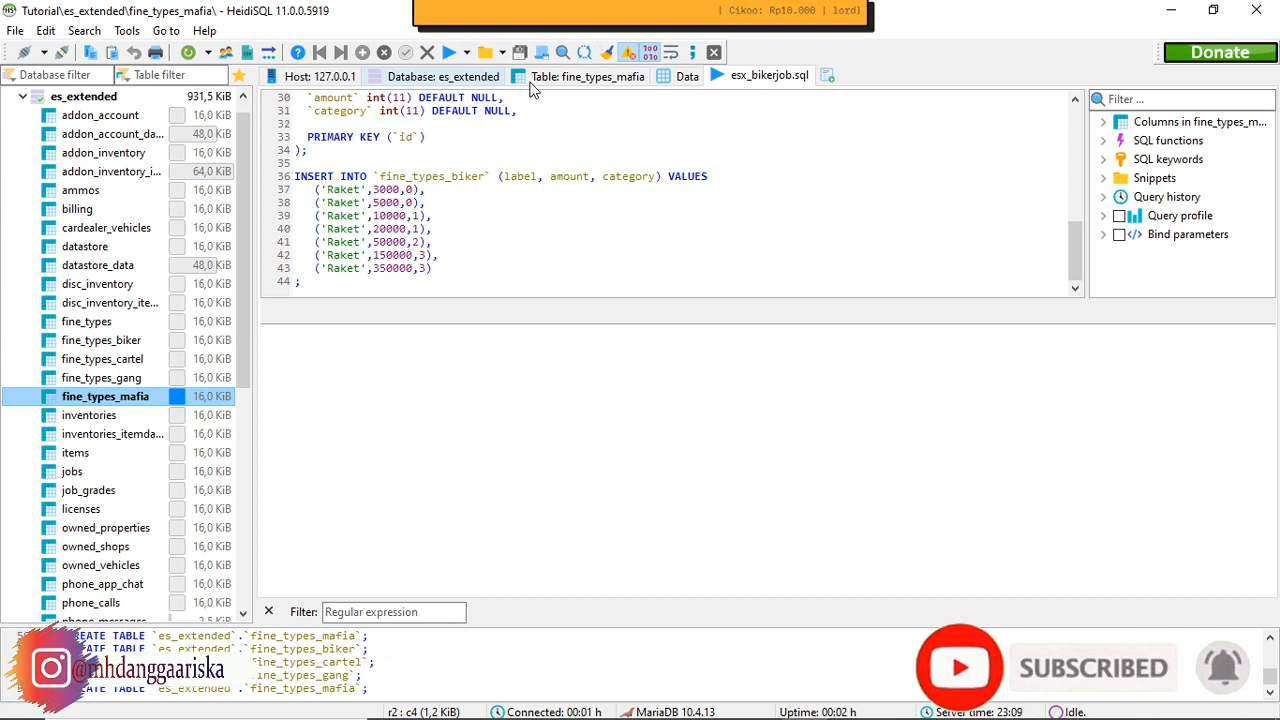 Tutorial\es_extended\fine_types_mafia\ - HeidiSQL 11.0.0.5919
| Cikoo: Rp10.000 | lord|
File Edit Search Tools Go to Help
Donate
Database filter
Table filter
Host: 127.0.0.1
Database: es_extended
Table: fine_types_mafia
Data
esx_bikerjob.sql
es_extended 931,5 KiB
addon_account 16,0 KiB
addon_account_da... 48,0 KiB
addon_inventory 16,0 KiB
addon_inventory_i... 64,0 KiB
ammos 16,0 KiB
billing 16,0 KiB
cardealer_vehicles 16,0 KiB
datastore 16,0 KiB
datastore_data 48,0 KiB
disc_inventory 16,0 KiB
disc_inventory_ite... 16,0 KiB
fine_types 16,0 KiB
fine_types_biker 16,0 KiB
fine_types_cartel 16,0 KiB
fine_types_gang 16,0 KiB
fine_types_mafia 16,0 KiB
inventories 16,0 KiB
inventories_itemda... 16,0 KiB
items 16,0 KiB
jobs 16,0 KiB
job_grades 16,0 KiB
licenses 16,0 KiB
owned_properties 16,0 KiB
owned_shops 16,0 KiB
owned_vehicles 16,0 KiB
phone_app_chat 16,0 KiB
phone_calls 16,0 KiB
30 `amount` int(11) DEFAULT NULL,
31 `category` int(11) DEFAULT NULL,
32
33 PRIMARY KEY (`id`)
34 );
35
36 INSERT INTO `fine_types_biker` (label, amount, category) VALUES
37 ('Raket',3000,0),
38 ('Raket',5000,0),
39 ('Raket',10000,1),
40 ('Raket',20000,1),
41 ('Raket',50000,2),
42 ('Raket',150000,3),
43 ('Raket',350000,3)
44 ;
Filter ...
Columns in fine_types_m...
SQL functions
SQL keywords
Snippets
Query history
Query profile
Bind parameters
Filter: Regular expression
CREATE TABLE `es_extended`.`fine_types_mafia`;
CREATE TABLE `es_extended`.`fine_types_biker`;
fine_types_cartel`;
fine_types_gang`;
CREATE TABLE `es_extended`.`fine_types_mafia`;
@mhdanggaariska
SUBSCRIBED
r2 : c4 (1,2 KiB)
Connected: 00:01 h
MariaDB 10.4.13
Uptime: 00:02 h
Server time: 23:09
Idle.